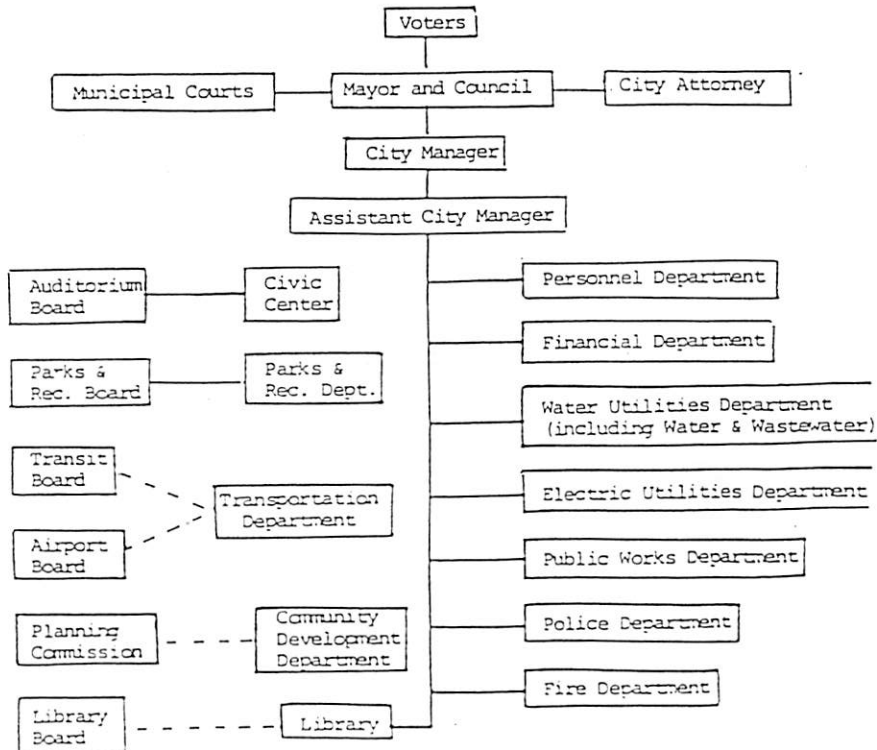 Voters
Municipal Courts
Mayor and Council
City Attorney
City Manager
Assistant City Manager
Auditorium
Board
Civic
Center
Personnel Department
Financial Department
Parks &
Rec. Board
Parks &
Rec. Dept.
Water Utilities Department
(including Water & Wastewater)
Transit
Board
Transportation
Department
Electric Utilities Department
Airport
Board
Public Works Department
Planning
Commission
Community
Development
Department
Police Department
Fire Department
Library
Board
Library